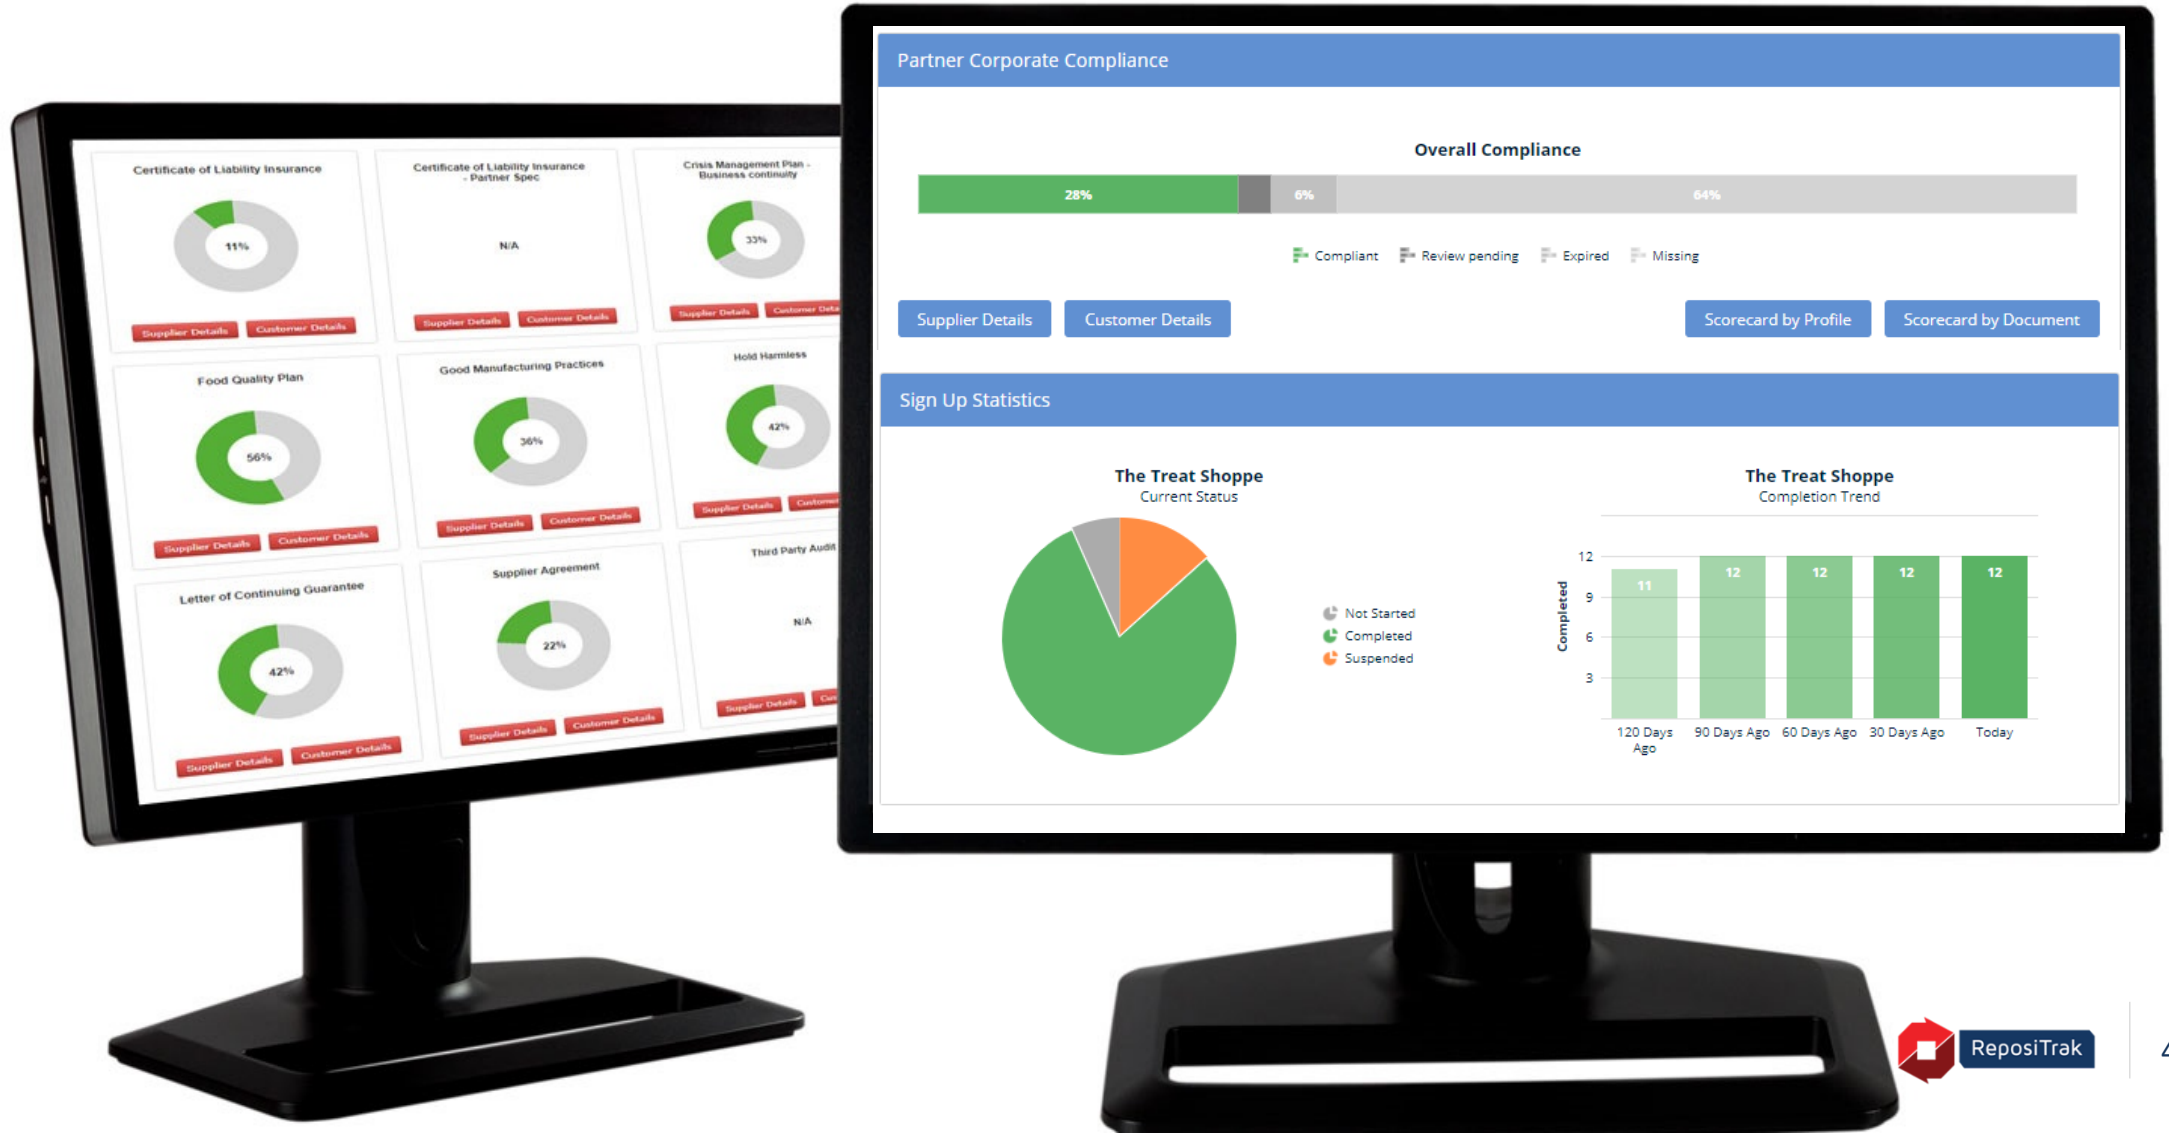 Certificate of Liability Insurance
11%
Supplier Details
Customer Details
Certificate of Liability Insurance
- Partner Spec
N/A
Supplier Details
Customer Details
Crisis Management Plan -
Business continuity
33%
Supplier Details
Customer Deta
Food Quality Plan
56%
Supplier Details
Customer Details
Good Manufacturing Practices
36%
Supplier Details
Customer Details
Hold Harmless
42%
Supplier Details
Customer
Letter of Continuing Guarantee
42%
Supplier Details
Customer Details
Supplier Agreement
22%
Supplier Details
Customer Details
Third Party Audit
N/A
Supplier Details
Cus
Partner Corporate Compliance
Overall Compliance
28%
6%
64%
Compliant
Review pending
Expired
Missing
Supplier Details
Customer Details
Scorecard by Profile
Scorecard by Document
Sign Up Statistics
The Treat Shoppe
Current Status
Not Started
Completed
Suspended
The Treat Shoppe
Completion Trend
Completed
12
9
6
3
11
12
12
12
12
120 Days
Ago
90 Days Ago
60 Days Ago
30 Days Ago
Today
ReposiTrak